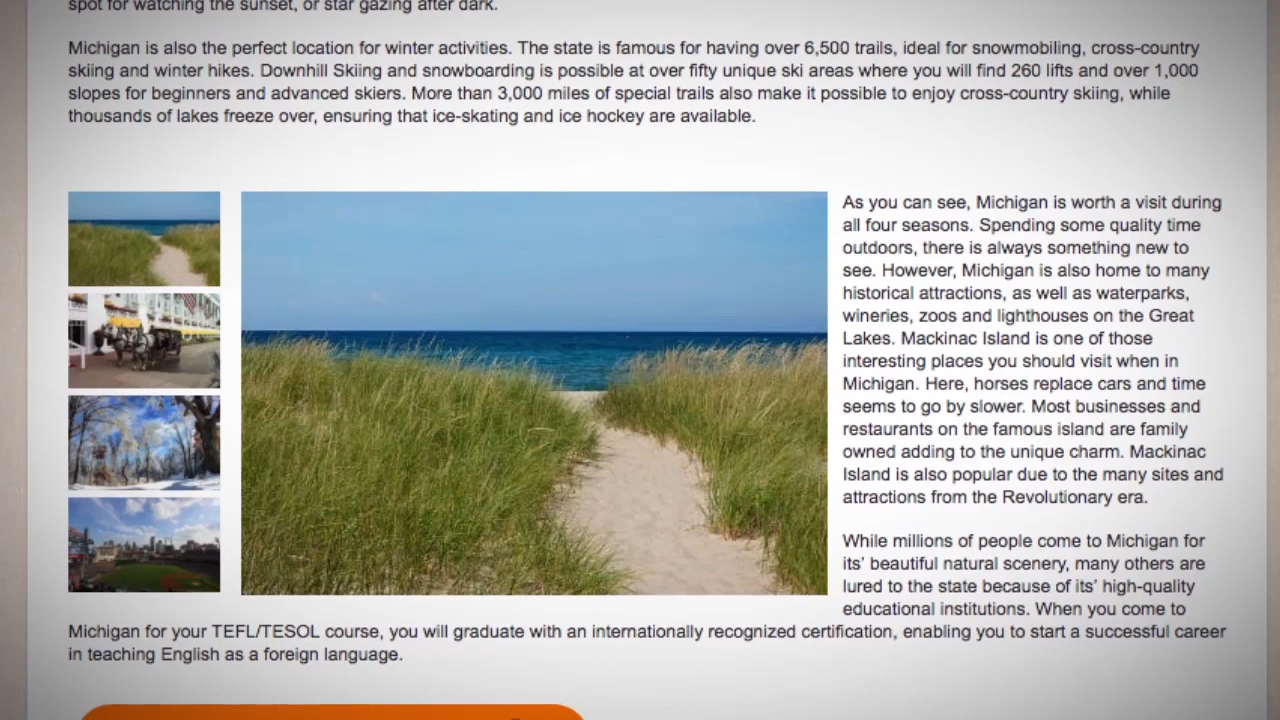 spot for watching the sunset, or star gazing after dark.
Michigan is also the perfect location for winter activities. The state is famous for having over 6,500 trails, ideal for snowmobiling, cross-country
skiing and winter hikes. Downhill Skiing and snowboarding is possible at over fifty unique ski areas where you will find 260 lifts and over 1,000
slopes for beginners and advanced skiers. More than 3,000 miles of special trails also make it possible to enjoy cross-country skiing, while
thousands of lakes freeze over, ensuring that ice-skating and ice hockey are available.
As you can see, Michigan is worth a visit during
all four seasons. Spending some quality time
outdoors, there is always something new to
see. However, Michigan is also home to many
historical attractions, as well as waterparks,
wineries, zoos and lighthouses on the Great
Lakes. Mackinac Island is one of those
interesting places you should visit when in
Michigan. Here, horses replace cars and time
seems to go by slower. Most businesses and
restaurants on the famous island are family
owned adding to the unique charm. Mackinac
Island is also popular due to the many sites and
attractions from the Revolutionary era.
While millions of people come to Michigan for
its’ beautiful natural scenery, many others are
lured to the state because of its’ high-quality
educational institutions. When you come to
Michigan for your TEFL/TESOL course, you will graduate with an internationally recognized certification, enabling you to start a successful career
in teaching English as a foreign language.